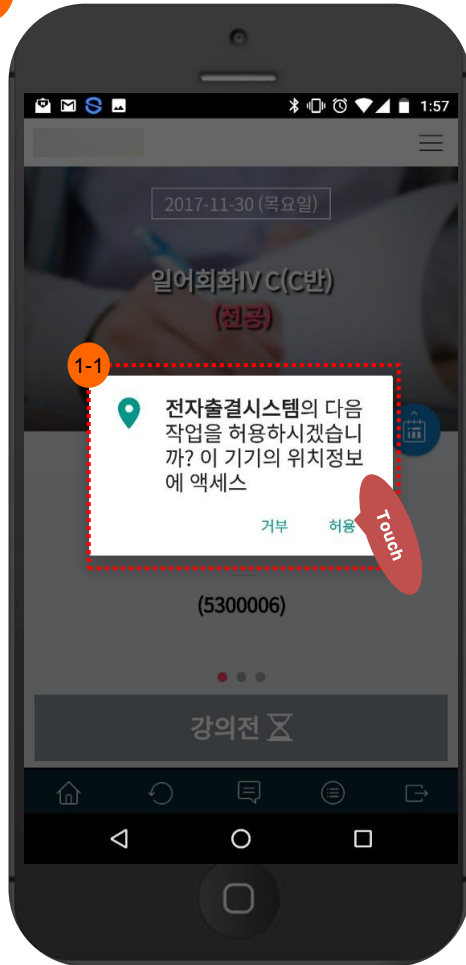 1:57
2017-11-30 (목요일)
일어회화IV C(C반)
(전공)
1-1
전자출결시스템의 다음
작업을 허용하시겠습니
까? 이 기기의 위치정보
에 액세스
거부 허용
Touch
(5300006)
강의전